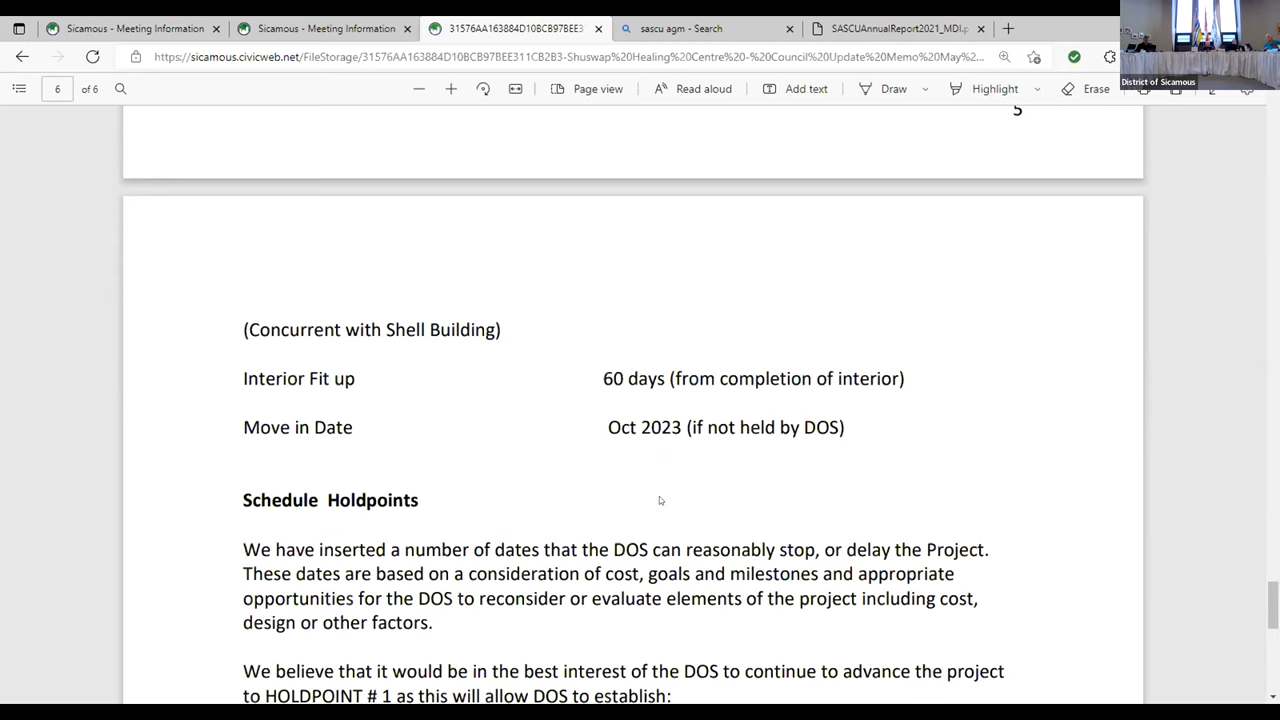 Sicamous - Meeting Information
Sicamous - Meeting Information
31576AA163884D10BCB97BEE3
sascu agm - Search
SASCUAnnualReport2021_MDI.p
https://sicamous.civicweb.net/FileStorage/31576AA163884D10BCB97BEE311CB2B3-Shuswap%20Healing%20Centre%20-%20Council%20Update%20Memo%20May%2...
6 of 6
Page view
Read aloud
Add text
Draw
Highlight
Erase
District of Sicamous
5
(Concurrent with Shell Building)
Interior Fit up 60 days (from completion of interior)
Move in Date Oct 2023 (if not held by DOS)
Schedule Holdpoints
We have inserted a number of dates that the DOS can reasonably stop, or delay the Project.
These dates are based on a consideration of cost, goals and milestones and appropriate
opportunities for the DOS to reconsider or evaluate elements of the project including cost,
design or other factors.
We believe that it would be in the best interest of the DOS to continue to advance the project
to HOLDPOINT # 1 as this will allow DOS to establish: